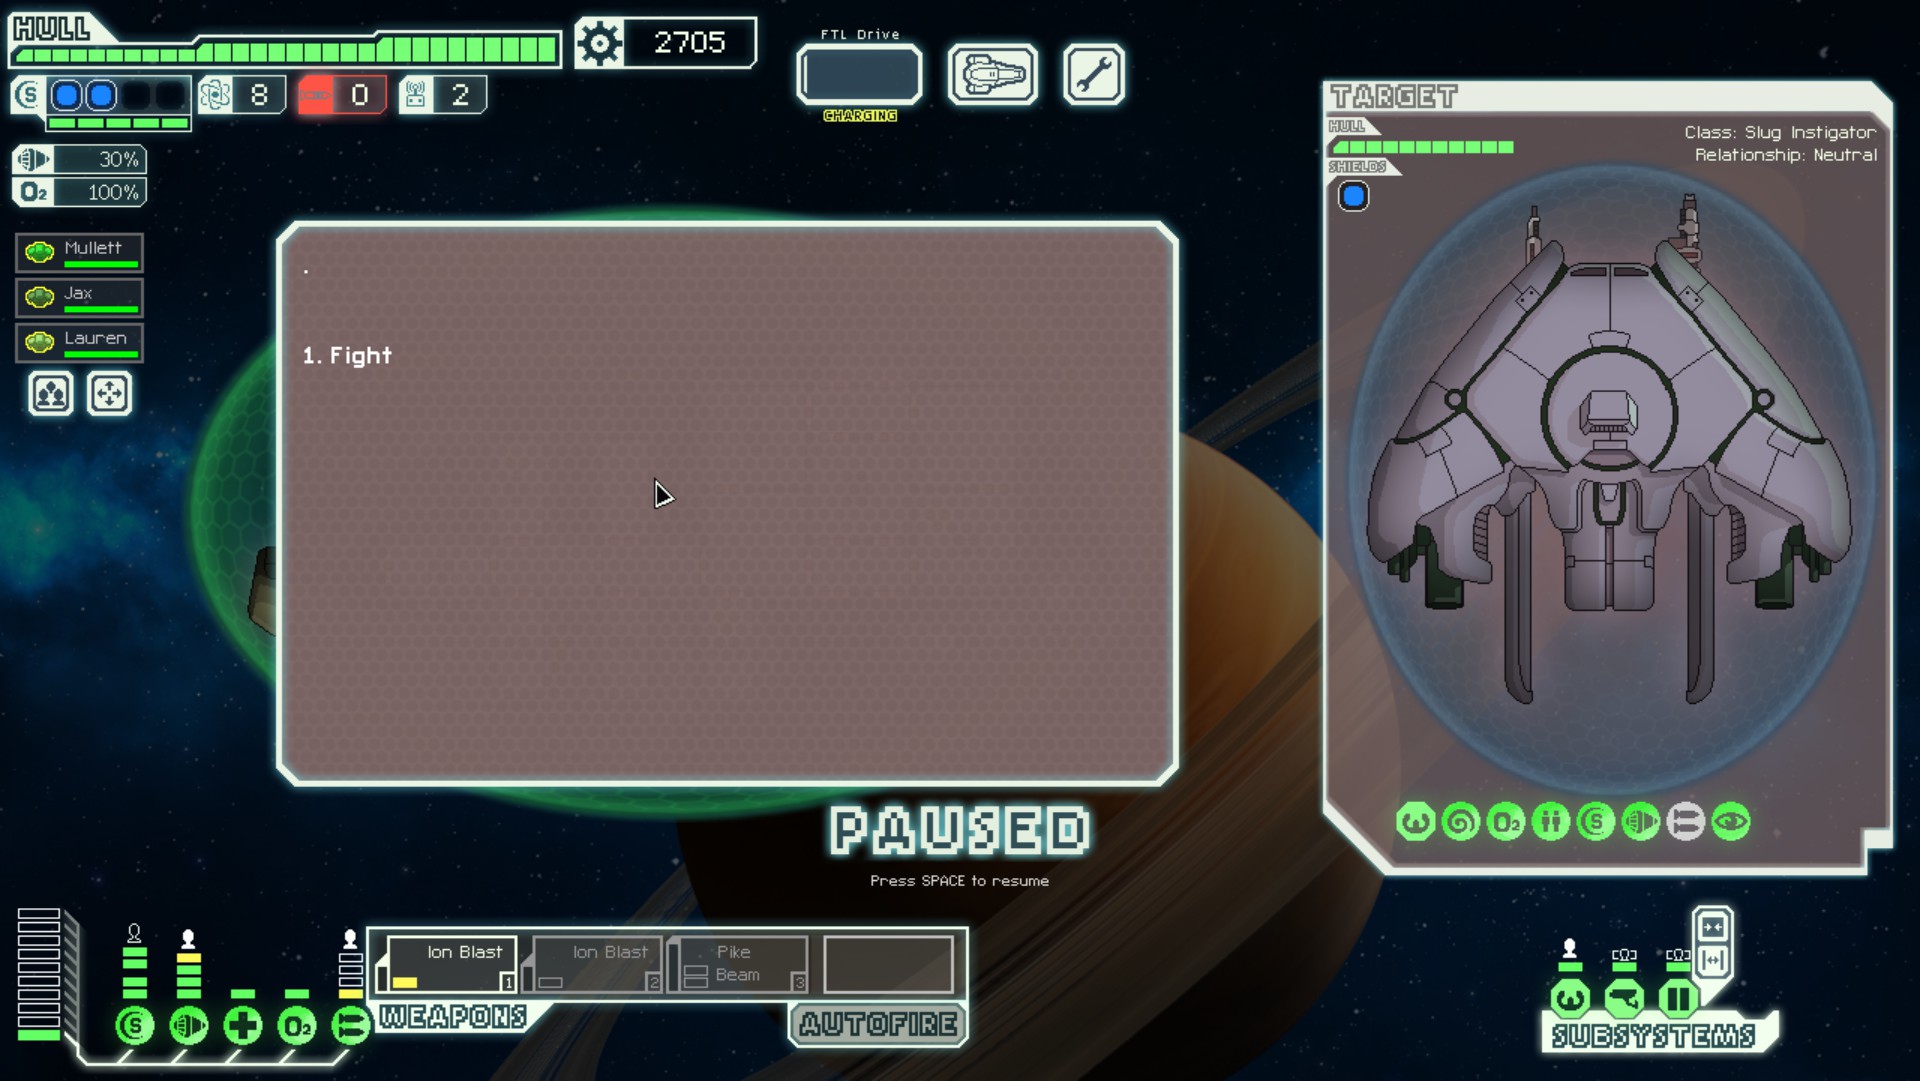 HULL
2705
FTL Drive
CHARGING
8
0
2
30%
O2
100%
Mullett
Jax
Lauren
.
1. Fight
PAUSED
Press SPACE to resume
TARGET
HULL
Class: Slug Instigator
Relationship: Neutral
SHIELDS
O2
S
S
O2
Ion Blast
1
Ion Blast
2
Pike
Beam
3
WEAPONS
AUTOFIRE
SUBSYSTEMS